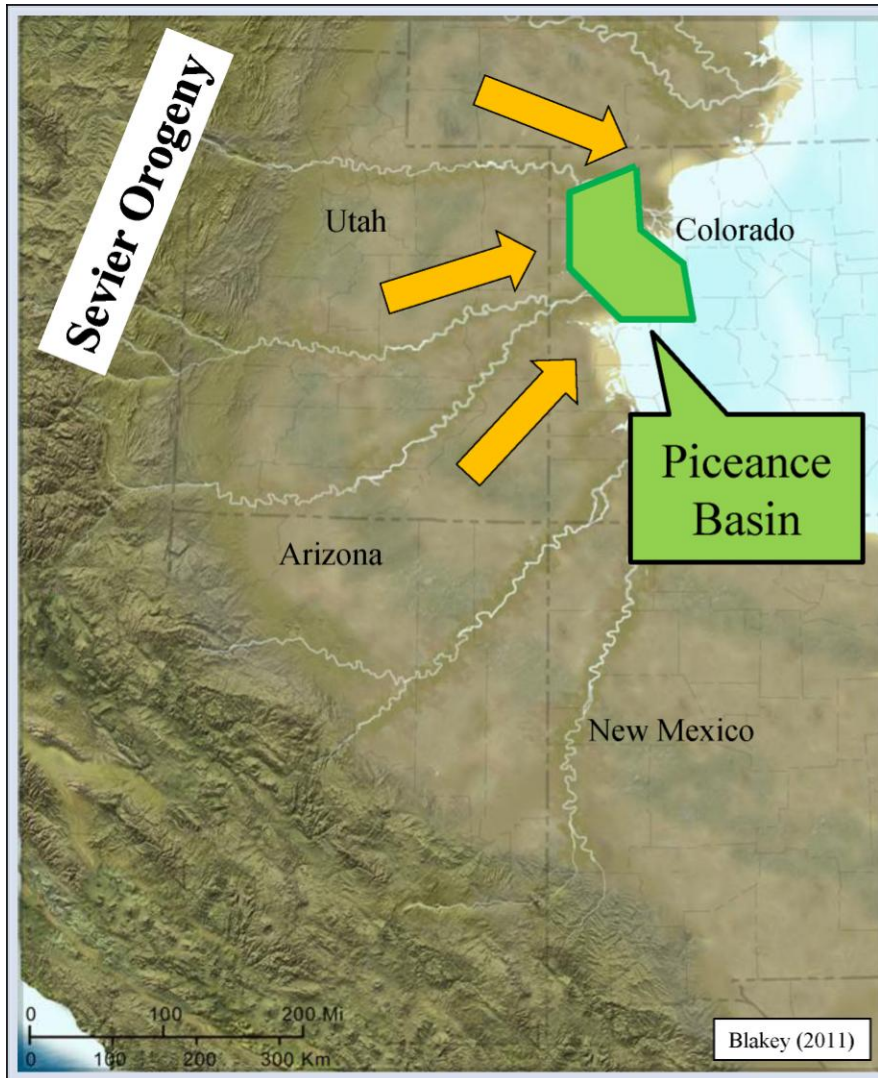 Sevier Orogeny
Utah
Colorado
Piceance
Basin
Arizona
New Mexico
0 100 200 Mi
0 100 200 300 Km
Blakey (2011)